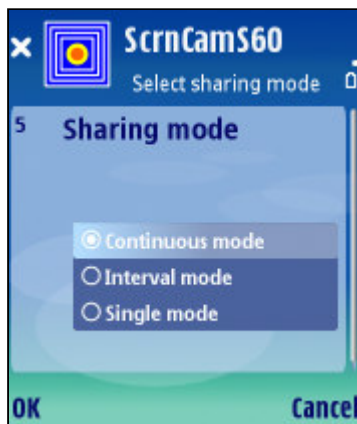 ScrnCamS60
Select sharing mode
5
Sharing mode
Continuous mode
Interval mode
Single mode
OK
Cancel